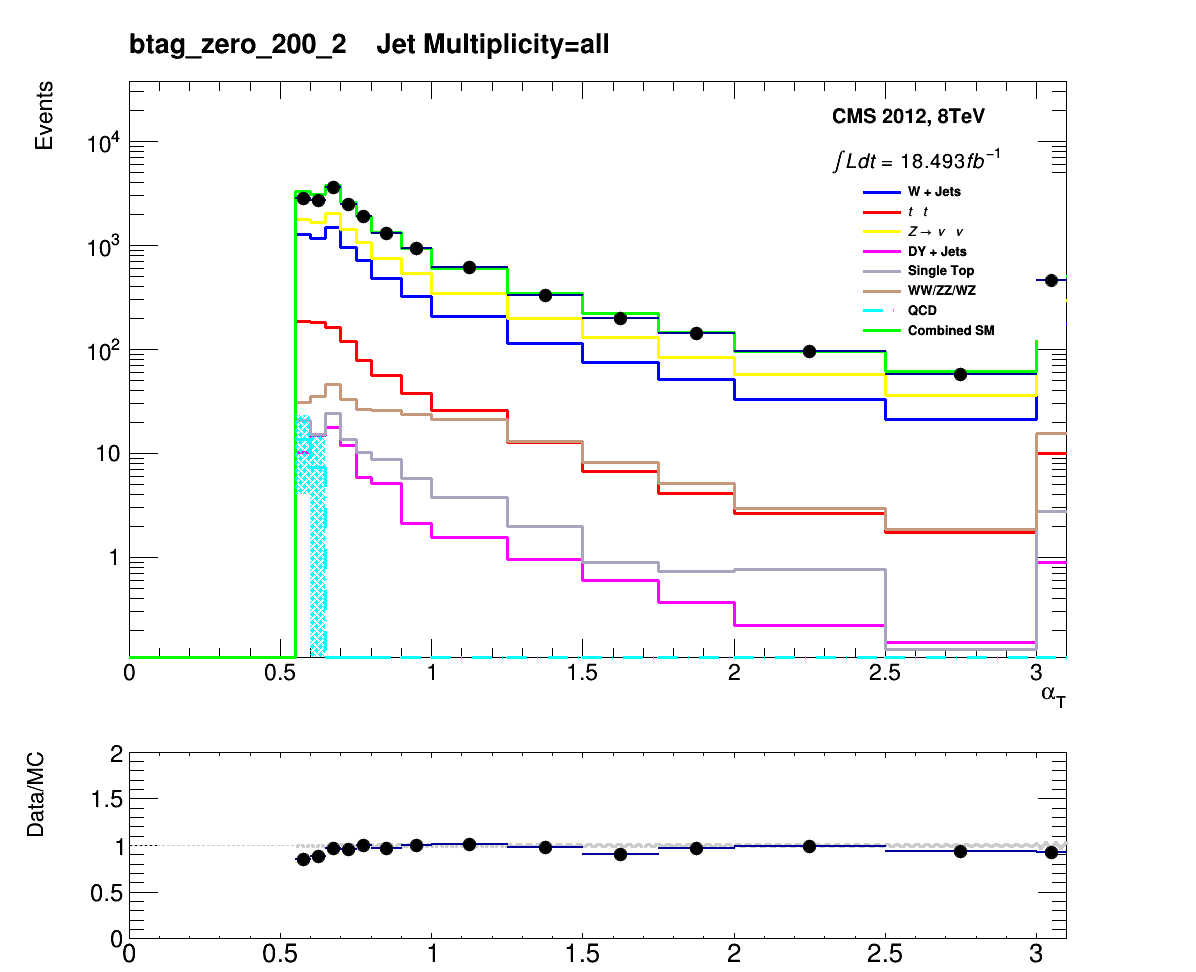 btag_zero_200_2 Jet Multiplicity=all
Events
CMS 2012, 8TeV
∫Ldt = 18.493fb⁻¹
W + Jets
t t
Z→ ν ν
DY + Jets
Single Top
WW/ZZ/WZ
QCD
Combined SM
10⁴
10³
10²
10
1
0 0.5 1 1.5 2 2.5 3
α_T
Data/MC
2
1.5
1
0.5
0
0 0.5 1 1.5 2 2.5 3